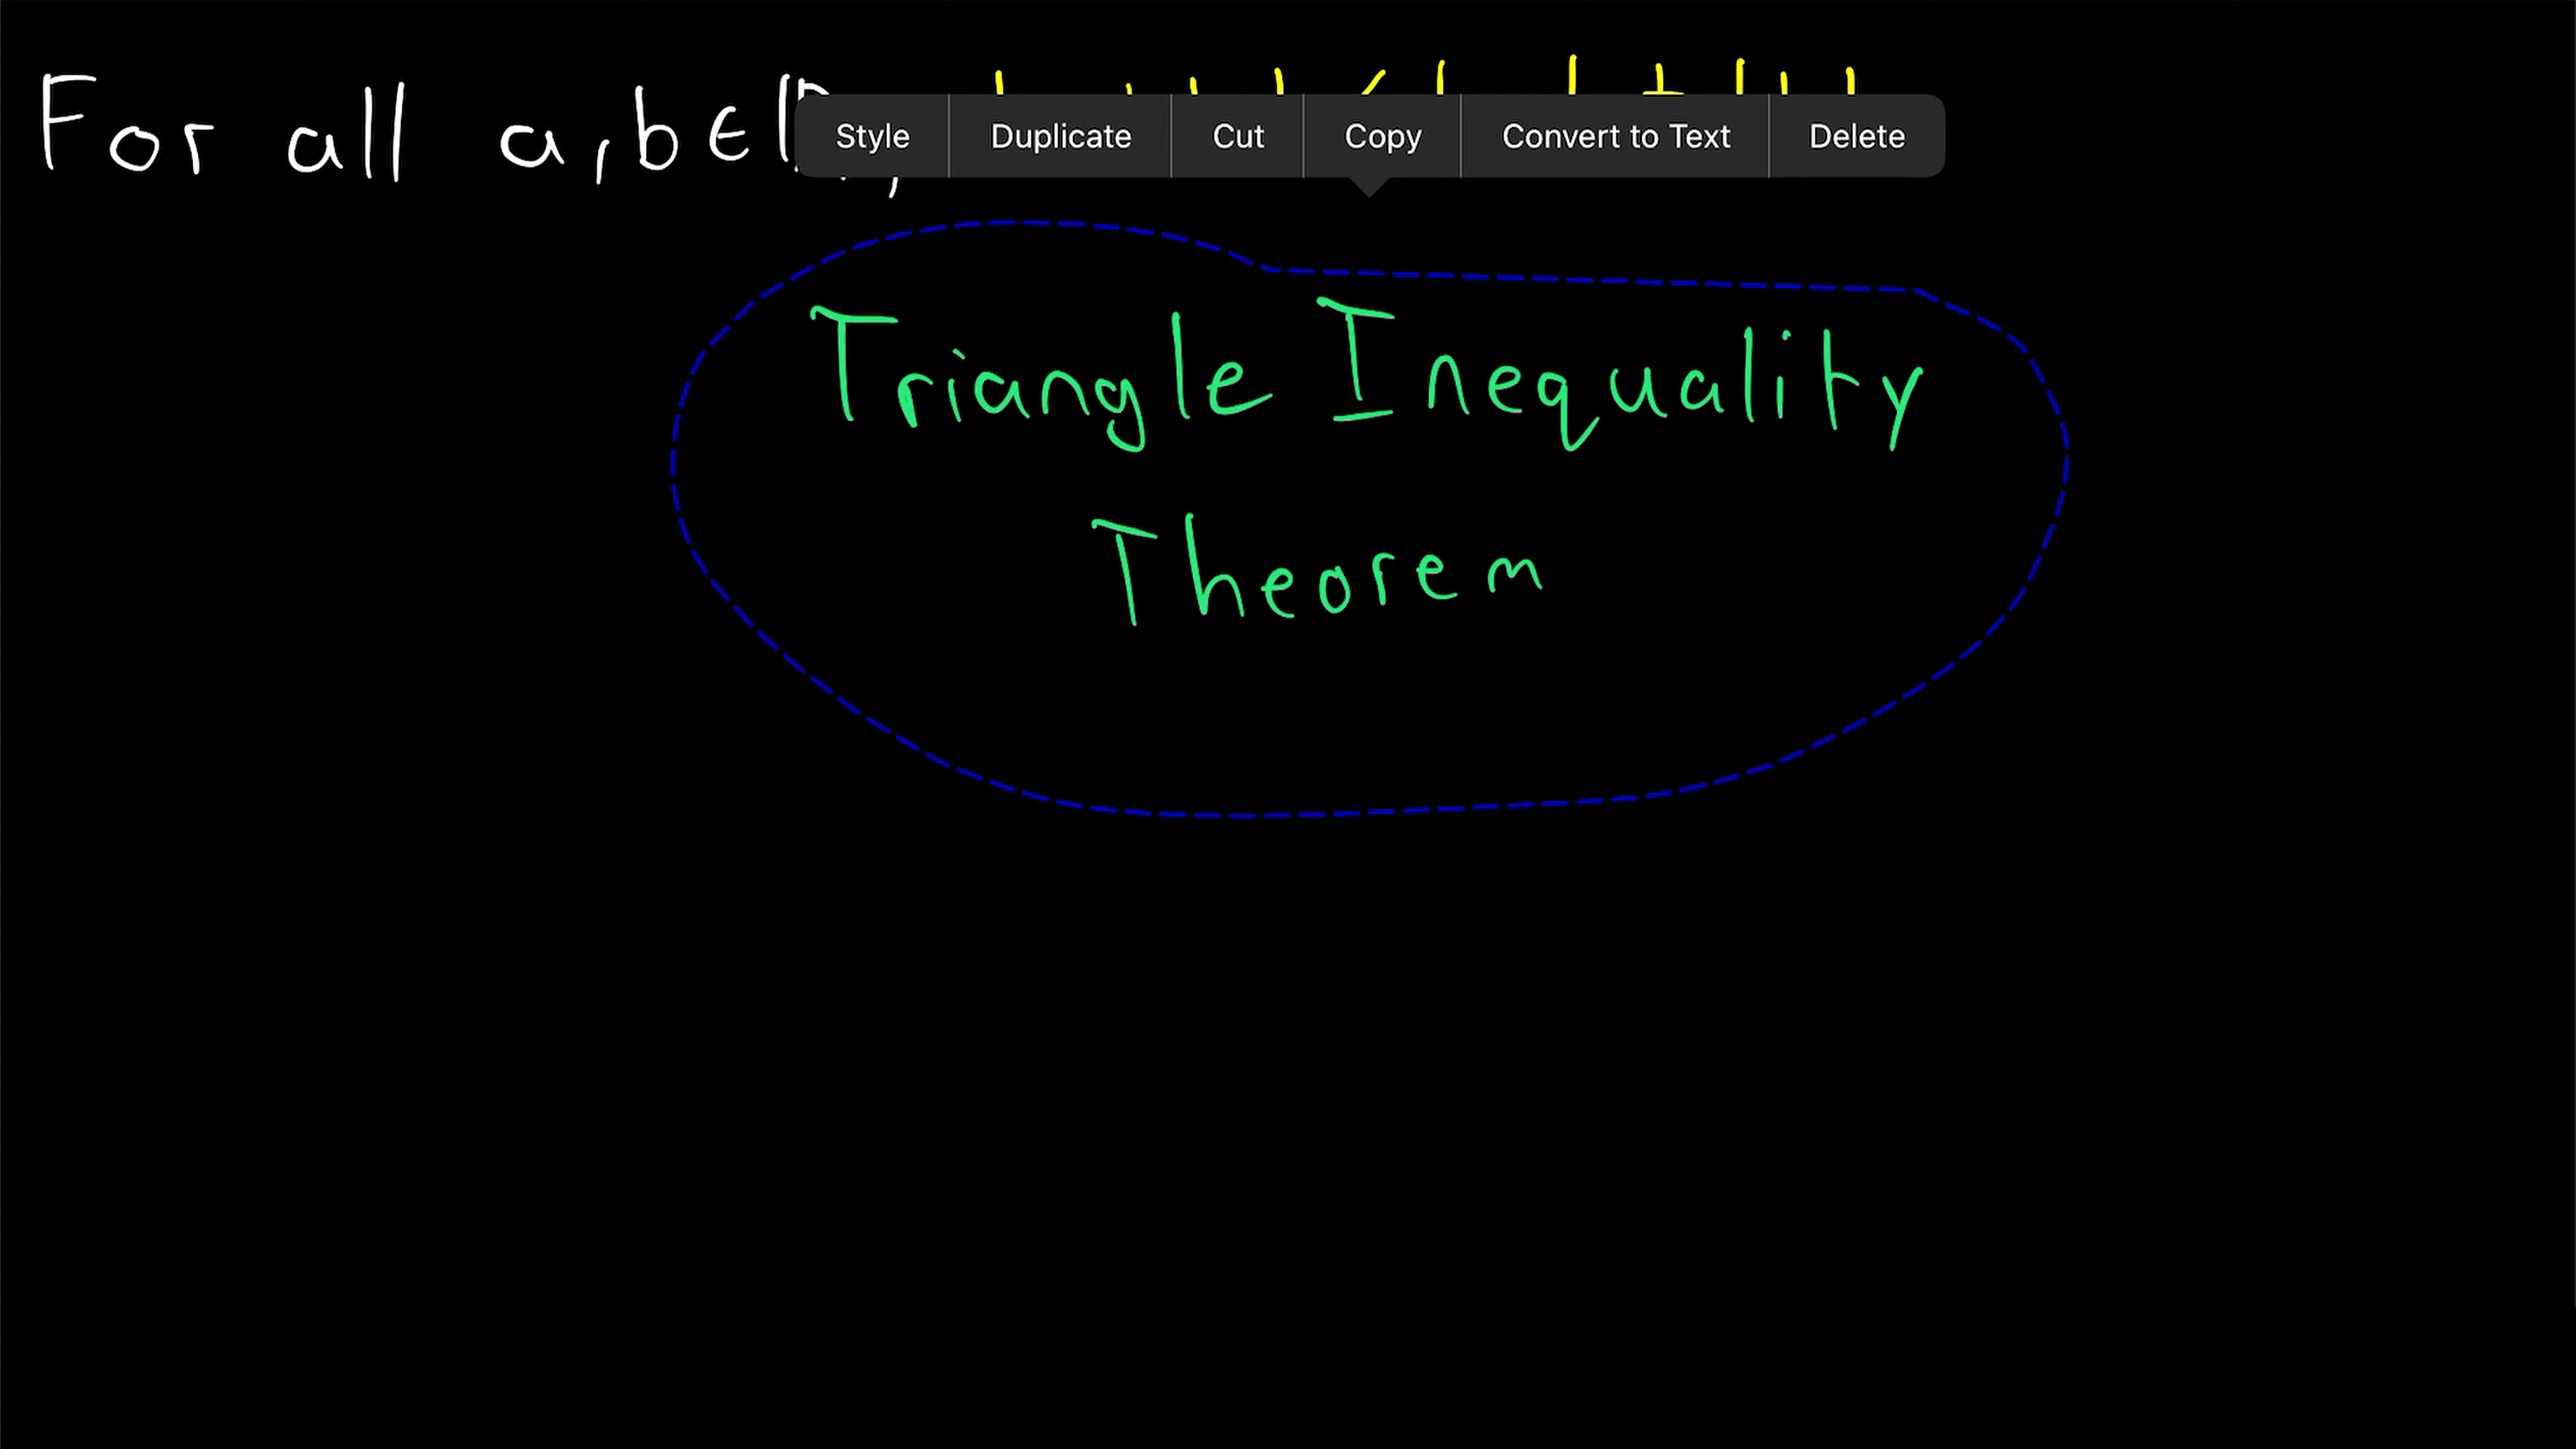 For all a,b∈ℝ,
Style Duplicate Cut Copy Convert to Text Delete
Triangle Inequality
Theorem